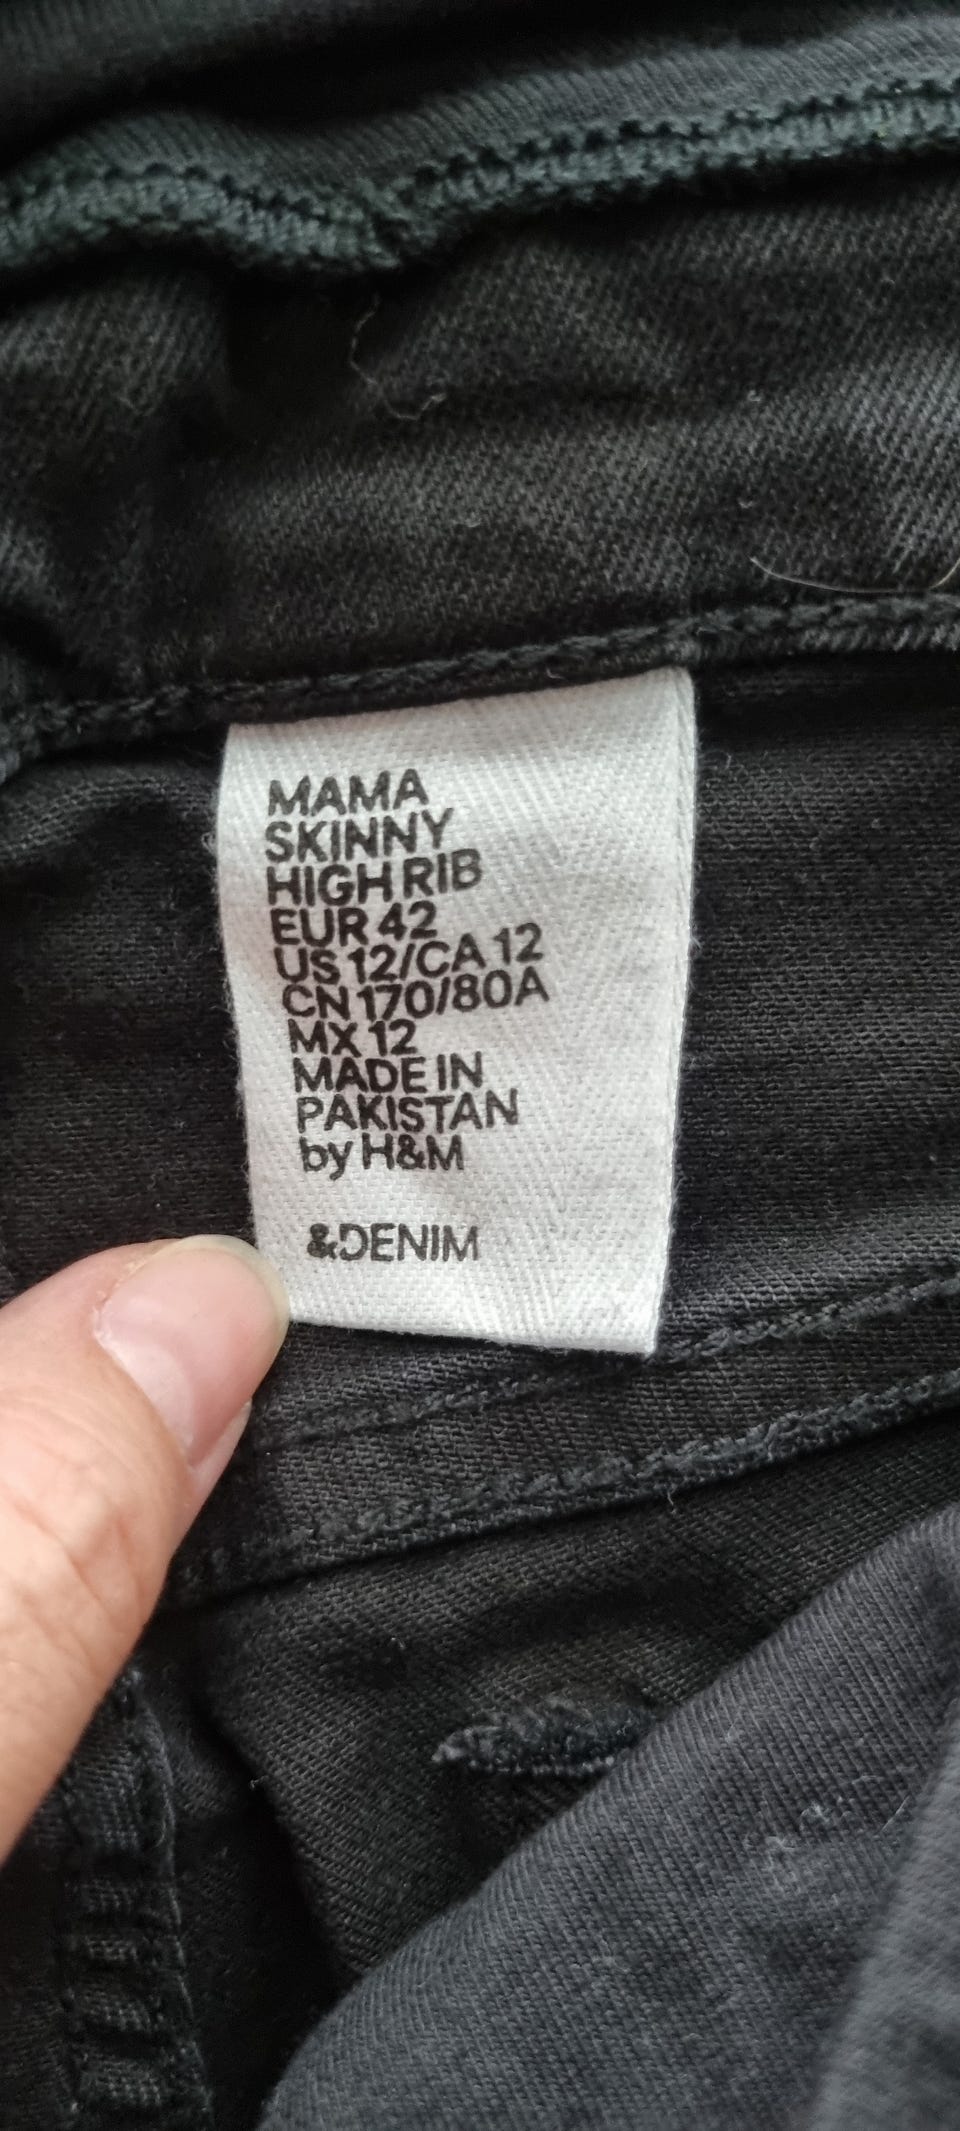 MAMA
SKINNY
HIGH RIB
EUR 42
US 12/CA 12
CN 170/80A
MX 12
MADE IN
PAKISTAN
by H&M
&DENIM